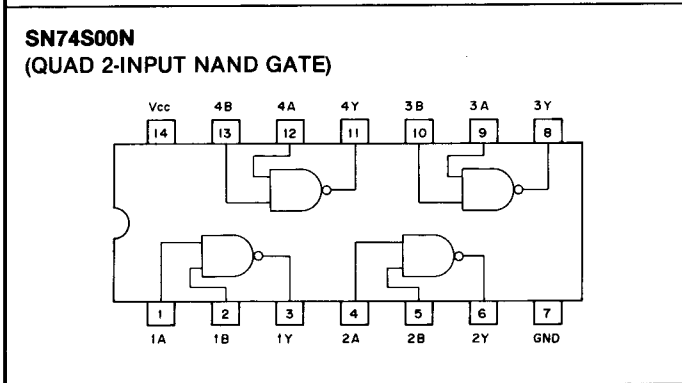 SN74S00N
(QUAD 2-INPUT NAND GATE)
Vcc 4B 4A 4Y 3B 3A 3Y
14 13 12 11 10 9 8
1 2 3 4 5 6 7
1A 1B 1Y 2A 2B 2Y GND